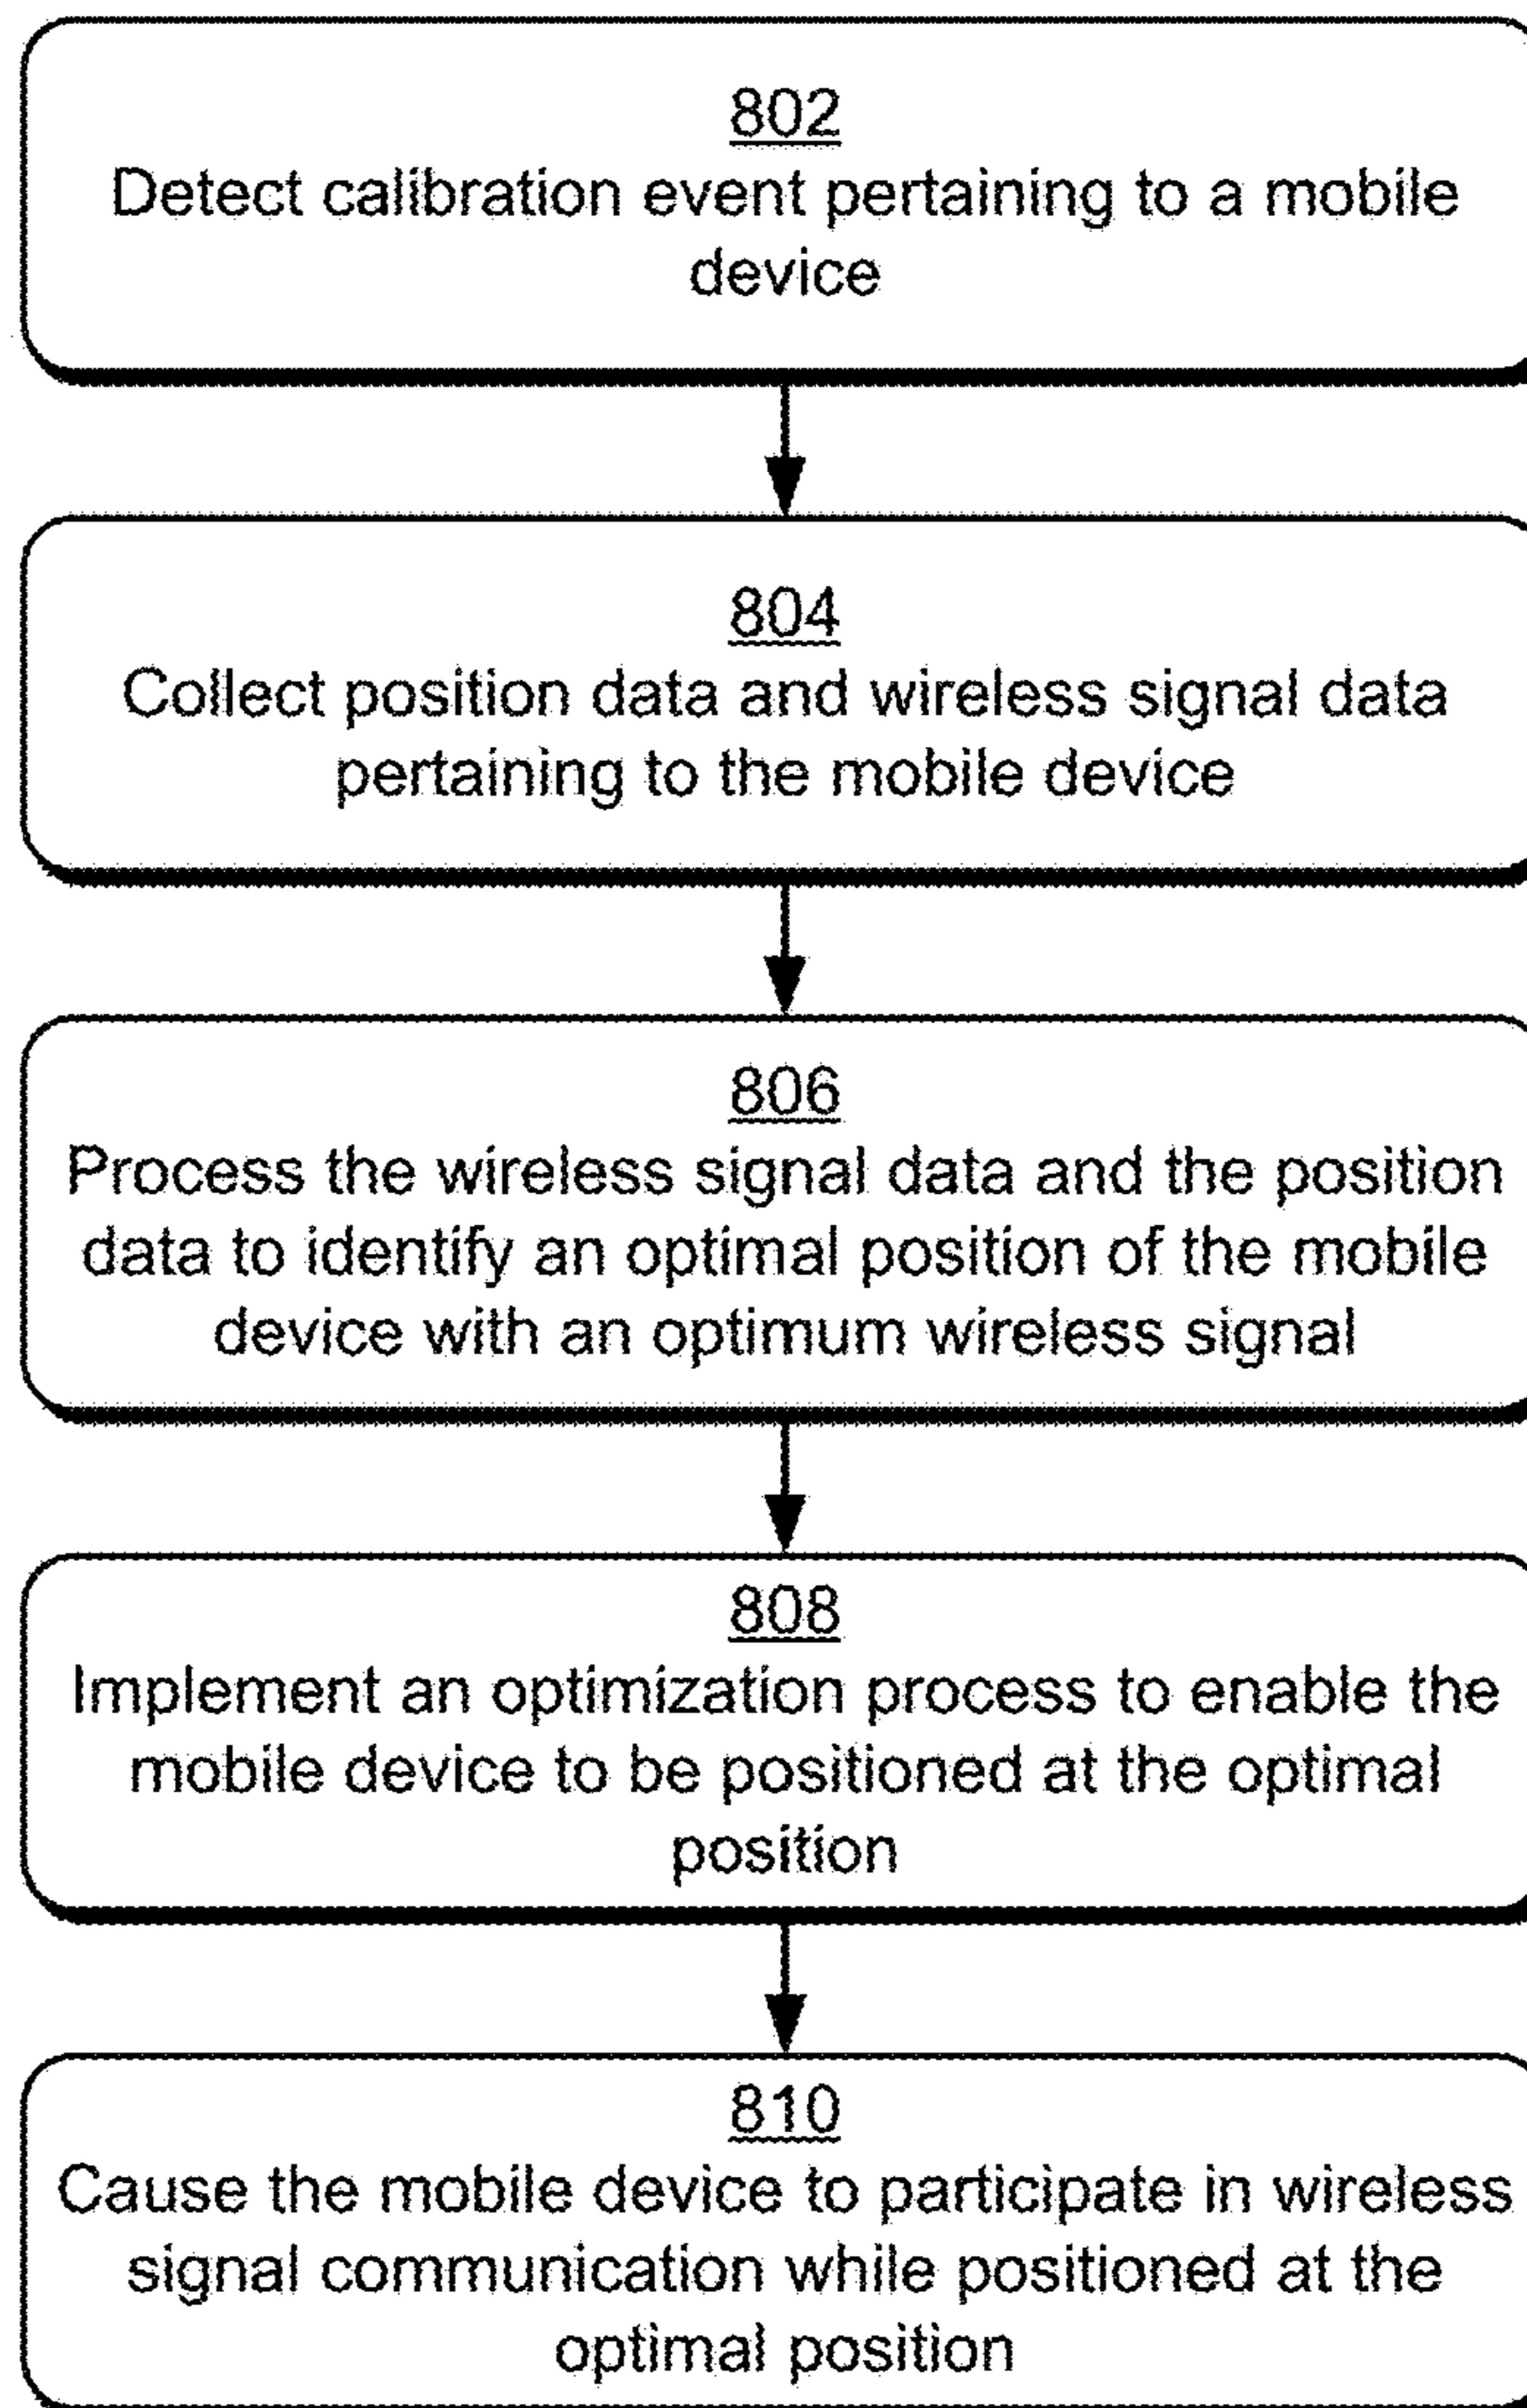 802
Detect calibration event pertaining to a mobile
device
804
Collect position data and wireless signal data
pertaining to the mobile device
806
Process the wireless signal data and the position
data to identify an optimal position of the mobile
device with an optimum wireless signal
808
Implement an optimization process to enable the
mobile device to be positioned at the optimal
position
810
Cause the mobile device to participate in wireless
signal communication while positioned at the
optimal position